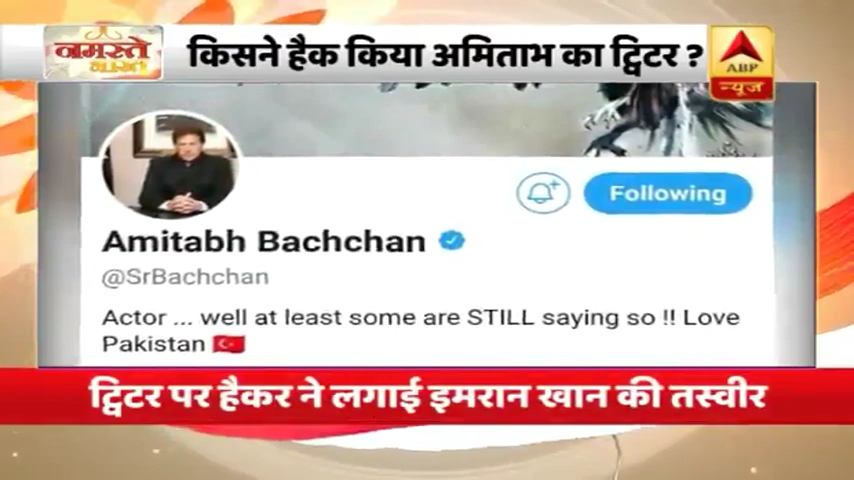 नमस्ते भारत
किसने हैक किया अमिताभ का ट्विटर ?
ABP
न्यूज़
Following
Amitabh Bachchan
@SrBachchan
Actor ... well at least some are STILL saying so !! Love
Pakistan 🇹🇷
ट्विटर पर हैकर ने लगाई इमरान खान की तस्वीर